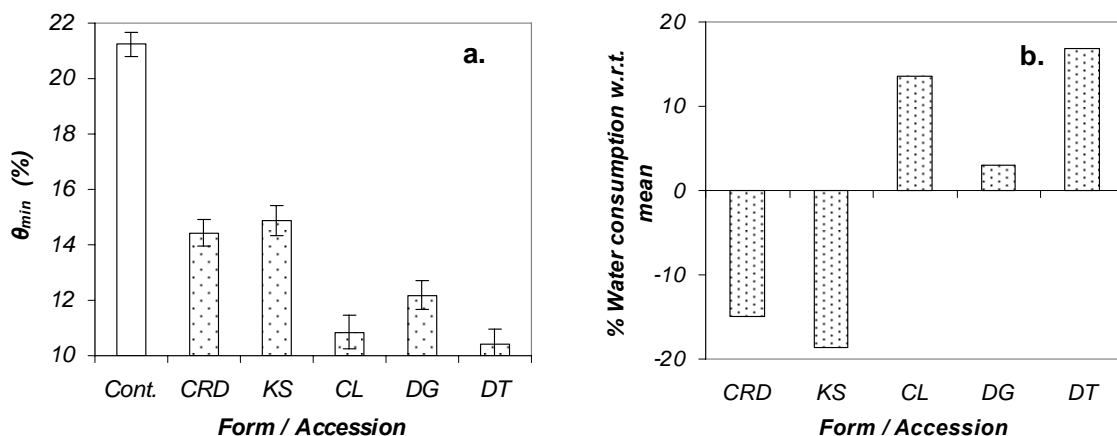 a.
22
20
18
16
14
12
10
θmin (%)
Cont. CRD KS CL DG DT
Form / Accession
b.
20
10
0
-10
-20
% Water consumption w.r.t.
mean
CRD KS CL DG DT
Form / Accession